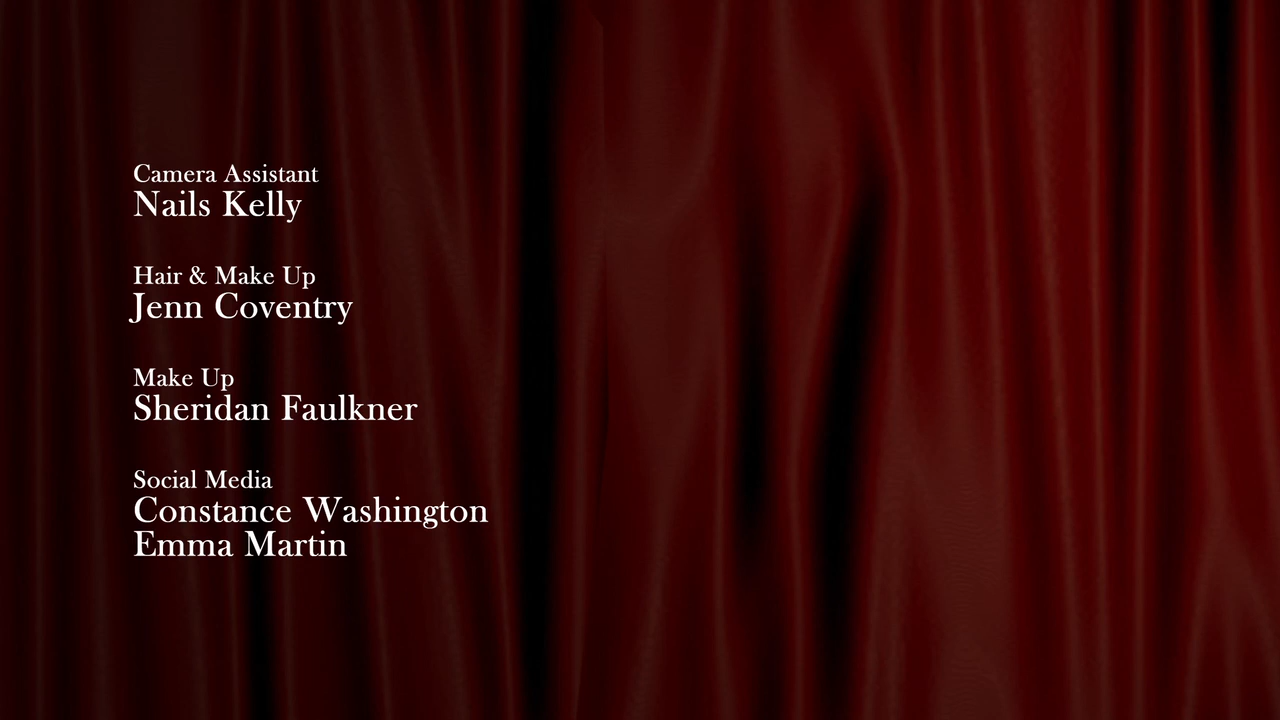 Camera Assistant
Nails Kelly
Hair & Make Up
Jenn Coventry
Make Up
Sheridan Faulkner
Social Media
Constance Washington
Emma Martin